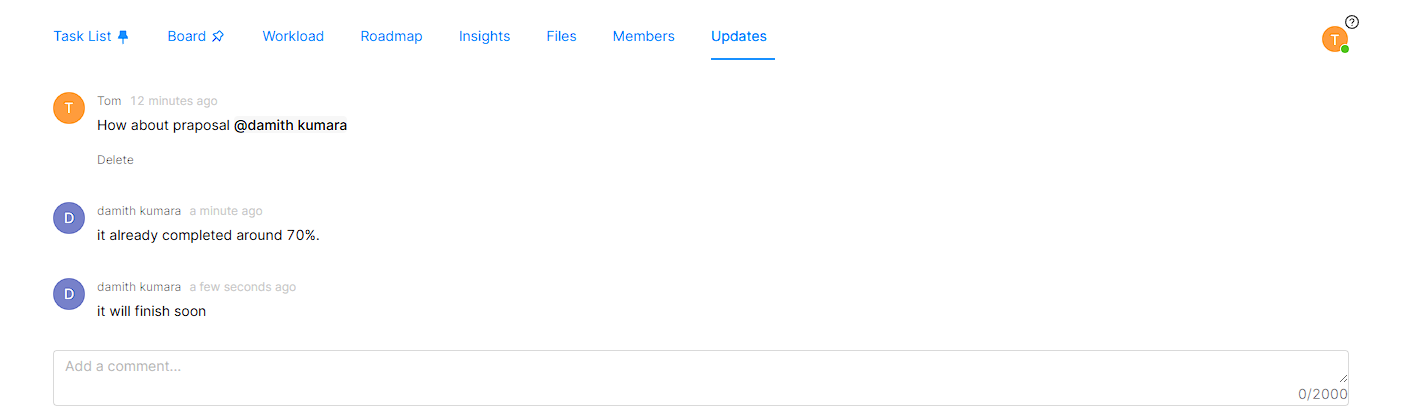 Task List Board Workload Roadmap Insights Files Members Updates
?
T
T
Tom 12 minutes ago
How about praposal @damith kumara
Delete
D
damith kumara a minute ago
it already completed around 70%.
D
damith kumara a few seconds ago
it will finish soon
Add a comment...
0/2000